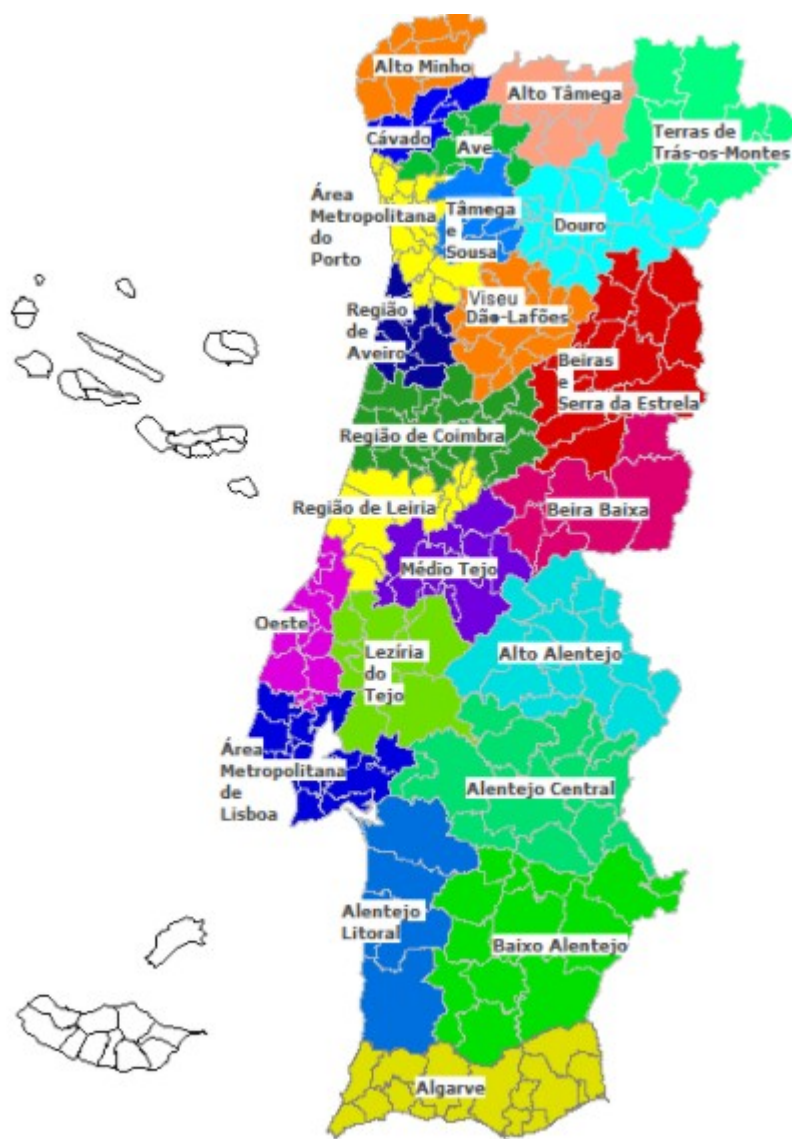 Alto Minho
Alto Tâmega
Terras de
Trás-os-Montes
Cávado
Ave
Área
Metropolitana
do
Porto
Tâmega
e
Sousa
Douro
Região
de
Aveiro
Viseu
Dão-Lafões
Beiras
e
Serra da Estrela
Região de Coimbra
Região de Leiria
Beira Baixa
Médio Tejo
Oeste
Lezíria
do
Tejo
Alto Alentejo
Área
Metropolitana
de
Lisboa
Alentejo Central
Alentejo
Litoral
Baixo Alentejo
Algarve